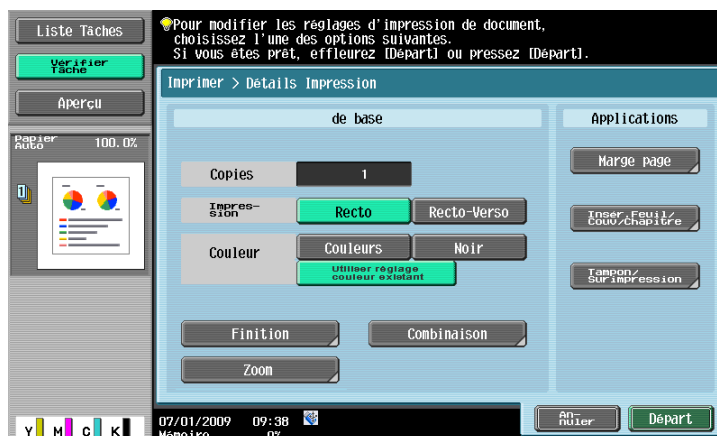 Liste Tâches
Vérifier
Tâche
Aperçu
Papier
Auto
100.0%
1
Y M C K
Pour modifier les réglages d'impression de document,
choisissez l'une des options suivantes.
Si vous êtes prêt, effleurez [Départ] ou pressez [Départ].
Imprimer > Détails Impression
de base
Copies 1
Impres-
sion
Recto Recto-Verso
Couleur
Couleurs Noir
Utiliser réglage
couleur existant
Finition Combinaison
Zoom
Applications
Marge page
Insér.Feuil/
Couv/Chapitre
Tampon/
Surimpression
07/01/2009 09:38
Mémoire 0%
An-
nuler
Départ